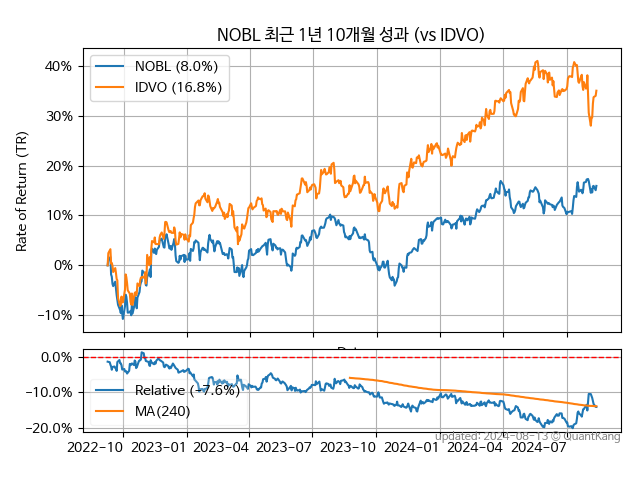 NOBL 최근 1년 10개월 성과 (vs IDVO)
NOBL (8.0%)
IDVO (16.8%)
Rate of Return (TR)
40%
30%
20%
10%
0%
−10%
0.0%
−10.0%
−20.0%
Relative (−7.6%)
MA(240)
2022-10 2023-01 2023-04 2023-07 2023-10 2024-01 2024-04 2024-07
updated: 2024-08-13 © QuantKang